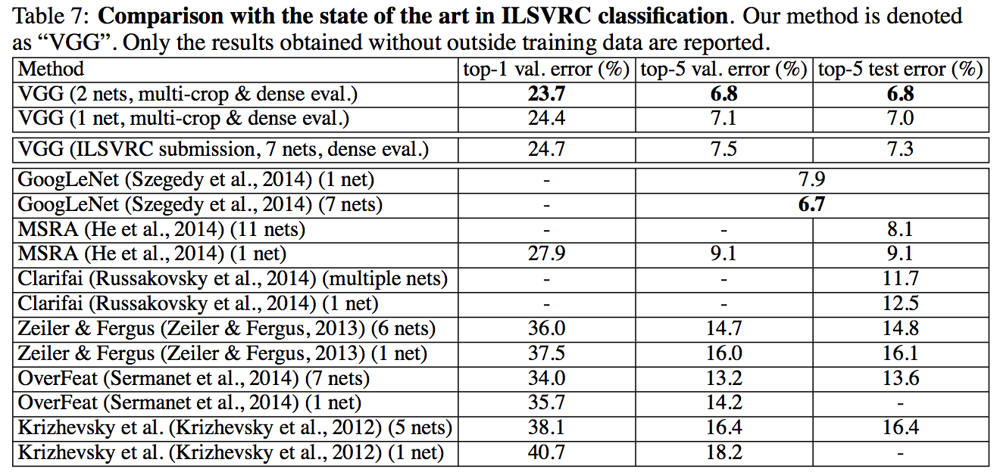 Table 7: Comparison with the state of the art in ILSVRC classification. Our method is denoted
as “VGG”. Only the results obtained without outside training data are reported.
Method top-1 val. error (%) top-5 val. error (%) top-5 test error (%)
VGG (2 nets, multi-crop & dense eval.) 23.7 6.8 6.8
VGG (1 net, multi-crop & dense eval.) 24.4 7.1 7.0
VGG (ILSVRC submission, 7 nets, dense eval.) 24.7 7.5 7.3
GoogLeNet (Szegedy et al., 2014) (1 net) - 7.9
GoogLeNet (Szegedy et al., 2014) (7 nets) - 6.7
MSRA (He et al., 2014) (11 nets) - - 8.1
MSRA (He et al., 2014) (1 net) 27.9 9.1 9.1
Clarifai (Russakovsky et al., 2014) (multiple nets) - - 11.7
Clarifai (Russakovsky et al., 2014) (1 net) - - 12.5
Zeiler & Fergus (Zeiler & Fergus, 2013) (6 nets) 36.0 14.7 14.8
Zeiler & Fergus (Zeiler & Fergus, 2013) (1 net) 37.5 16.0 16.1
OverFeat (Sermanet et al., 2014) (7 nets) 34.0 13.2 13.6
OverFeat (Sermanet et al., 2014) (1 net) 35.7 14.2 -
Krizhevsky et al. (Krizhevsky et al., 2012) (5 nets) 38.1 16.4 16.4
Krizhevsky et al. (Krizhevsky et al., 2012) (1 net) 40.7 18.2 -